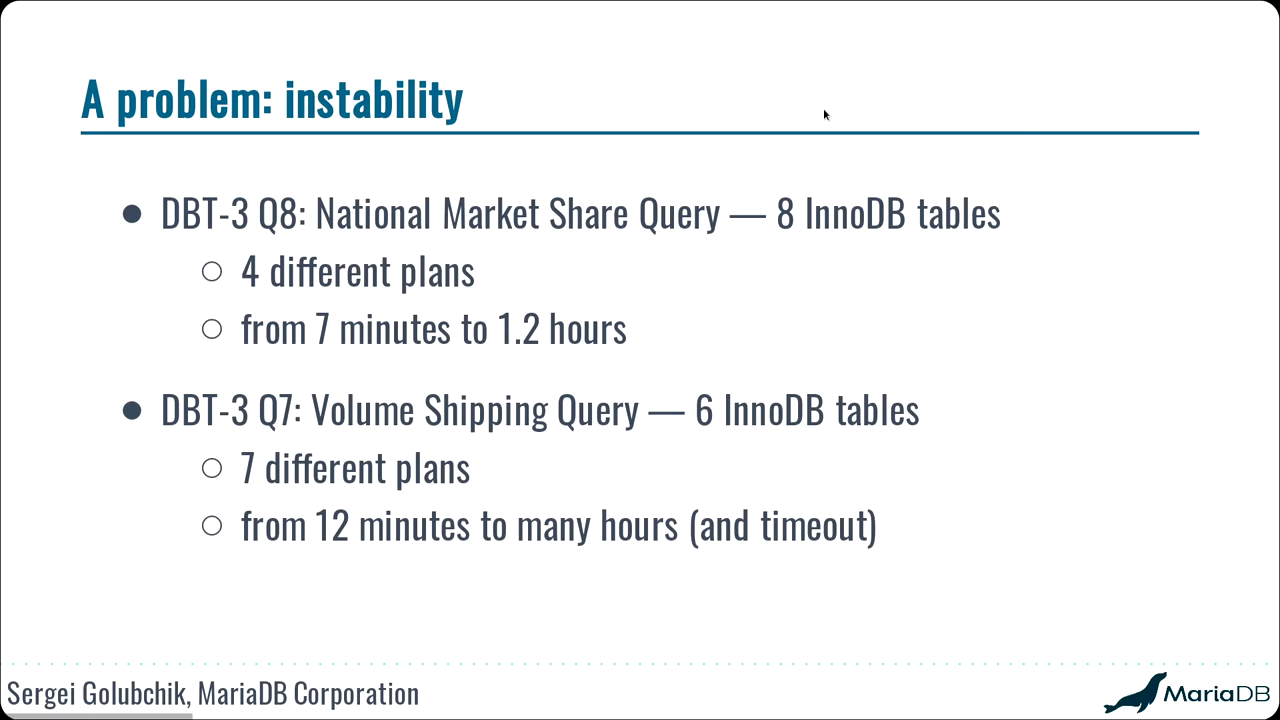 A problem: instability
● DBT-3 Q8: National Market Share Query — 8 InnoDB tables
○ 4 different plans
○ from 7 minutes to 1.2 hours
● DBT-3 Q7: Volume Shipping Query — 6 InnoDB tables
○ 7 different plans
○ from 12 minutes to many hours (and timeout)
Sergei Golubchik, MariaDB Corporation
MariaDB